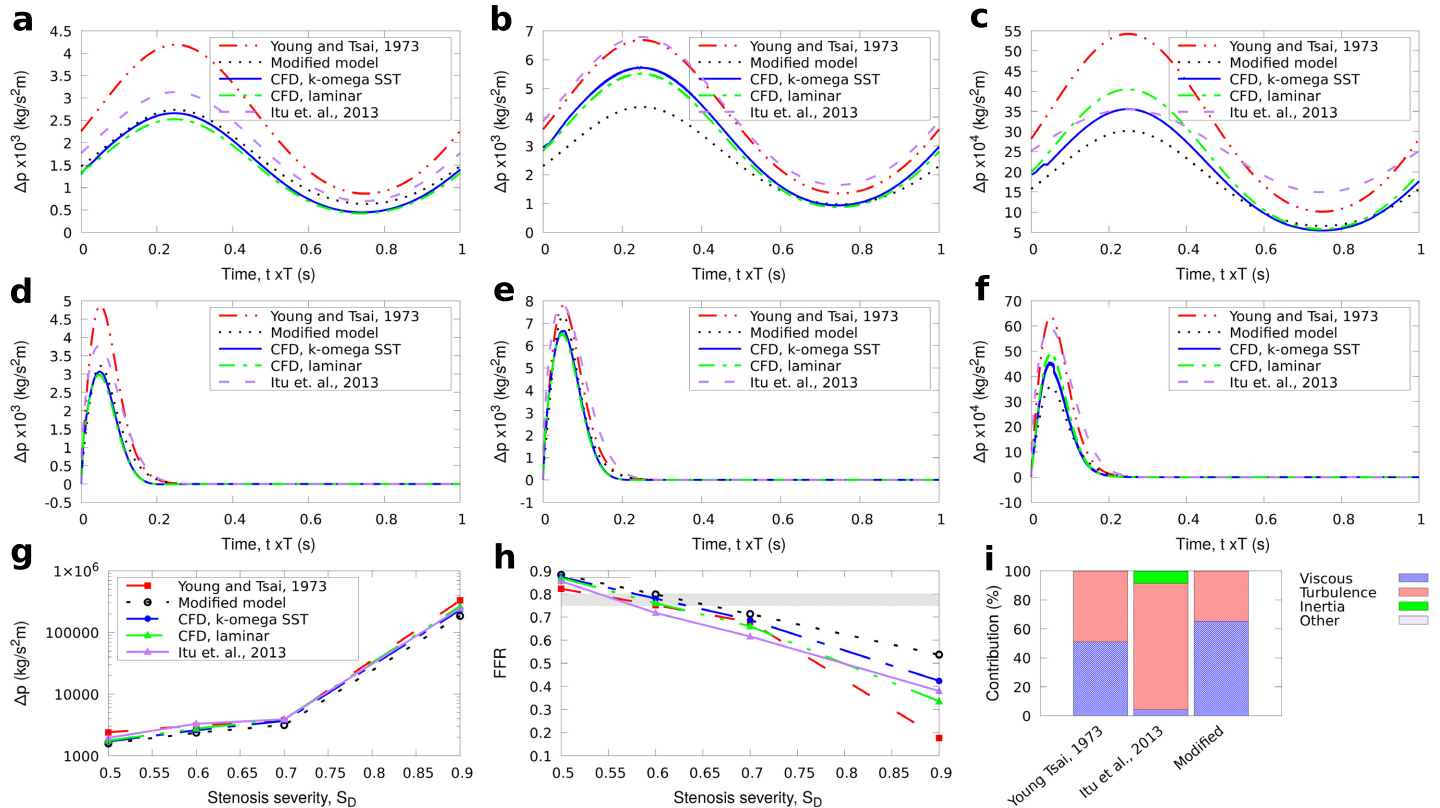 a
4.5
4
3.5
3
2.5
2
1.5
1
0.5
0
Δp x10³ (kg/s²m)
0 0.2 0.4 0.6 0.8 1
Time, t xT (s)
Young and Tsai, 1973
Modified model
CFD, k-omega SST
CFD, laminar
Itu et. al., 2013
b
7
6
5
4
3
2
1
0
Δp x10³ (kg/s²m)
0 0.2 0.4 0.6 0.8 1
Time, t xT (s)
Young and Tsai, 1973
Modified model
CFD, k-omega SST
CFD, laminar
Itu et. al., 2013
c
55
50
45
40
35
30
25
20
15
10
5
Δp x10⁴ (kg/s²m)
0 0.2 0.4 0.6 0.8 1
Time, t xT (s)
Young and Tsai, 1973
Modified model
CFD, k-omega SST
CFD, laminar
Itu et. al., 2013
d
5
4.5
4
3.5
3
2.5
2
1.5
1
0.5
0
-0.5
Δp x10³ (kg/s²m)
0 0.2 0.4 0.6 0.8 1
Time, t xT (s)
Young and Tsai, 1973
Modified model
CFD, k-omega SST
CFD, laminar
Itu et. al., 2013
e
8
7
6
5
4
3
2
1
0
-1
Δp x10³ (kg/s²m)
0 0.2 0.4 0.6 0.8 1
Time, t xT (s)
Young and Tsai, 1973
Modified model
CFD, k-omega SST
CFD, laminar
Itu et. al., 2013
f
70
60
50
40
30
20
10
0
-10
Δp x10⁴ (kg/s²m)
0 0.2 0.4 0.6 0.8 1
Time, t xT (s)
Young and Tsai, 1973
Modified model
CFD, k-omega SST
CFD, laminar
Itu et. al., 2013
g
1×10⁶
100000
10000
1000
Δp (kg/s²m)
0.5 0.55 0.6 0.65 0.7 0.75 0.8 0.85 0.9
Stenosis severity, S_D
Young and Tsai, 1973
Modified model
CFD, k-omega SST
CFD, laminar
Itu et. al., 2013
h
0.9
0.8
0.7
0.6
0.5
0.4
0.3
0.2
0.1
FFR
0.5 0.55 0.6 0.65 0.7 0.75 0.8 0.85 0.9
Stenosis severity, S_D
i
100
80
60
40
20
0
Contribution (%)
Young Tsai, 1973
Itu et al., 2013
Modified
Viscous
Turbulence
Inertia
Other